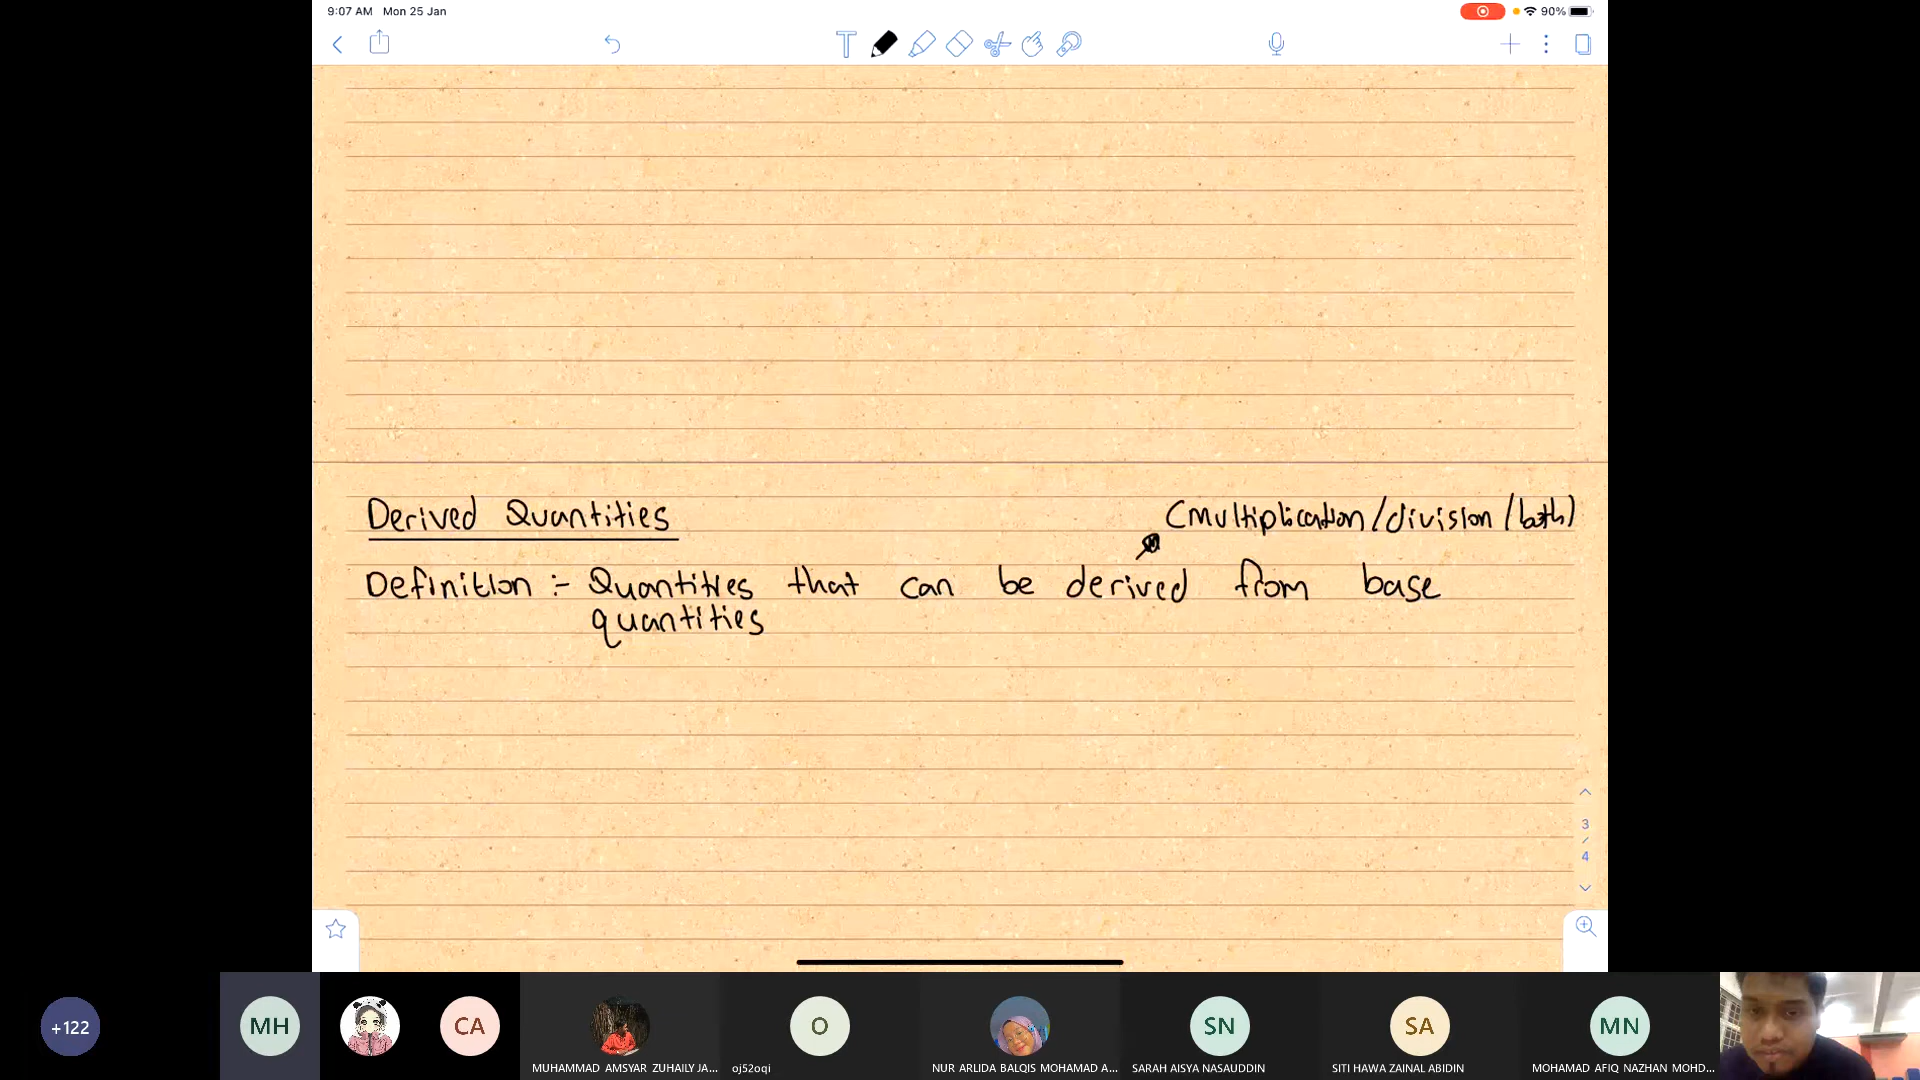 9:07 AM Mon 25 Jan
90%
T
Derived Quantities
(multiplication/division/both)
Definition :- Quantities that can be derived from base
quantities
3
/
4
+122
MH
CA
O
SN
SA
MN
MUHAMMAD AMSYAR ZUHAILY JA...
oj52oqi
NUR ARLIDA BALQIS MOHAMAD A...
SARAH AISYA NASAUDDIN
SITI HAWA ZAINAL ABIDIN
MOHAMAD AFIQ NAZHAN MOHD...